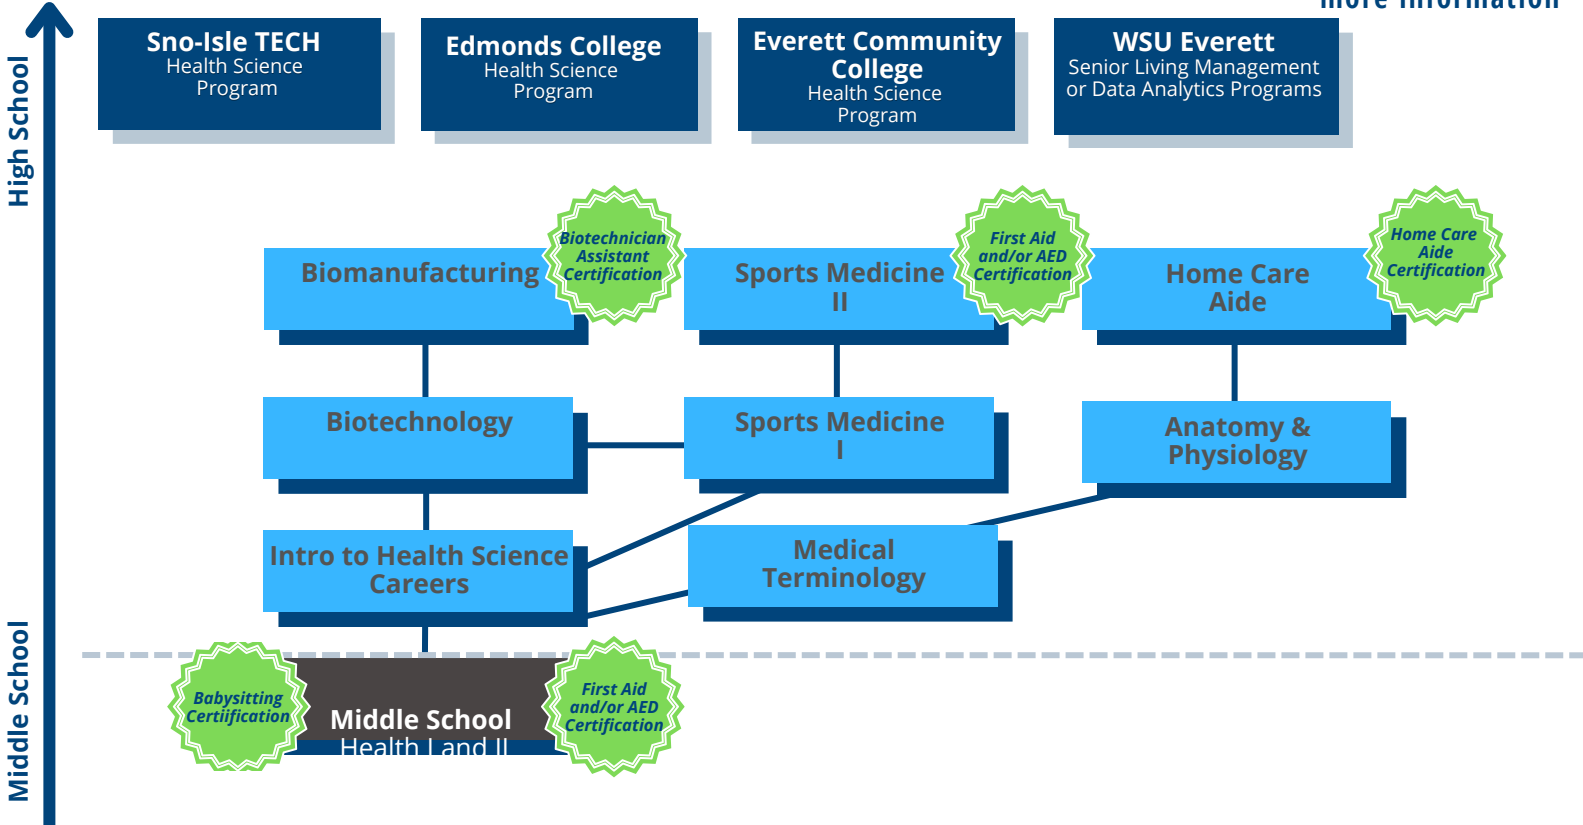 more information
High School
Sno-Isle TECH
Health Science
Program
Edmonds College
Health Science
Program
Everett Community
College
Health Science
Program
WSU Everett
Senior Living Management
or Data Analytics Programs
Biomanufacturing
Biotechnician
Assistant
Certification
Sports Medicine
II
First Aid
and/or AED
Certification
Home Care
Aide
Home Care
Aide
Certification
Biotechnology
Sports Medicine
I
Anatomy &
Physiology
Intro to Health Science
Careers
Medical
Terminology
Middle School
Babysitting
Certiification
Middle School
Health I and II
First Aid
and/or AED
Certification